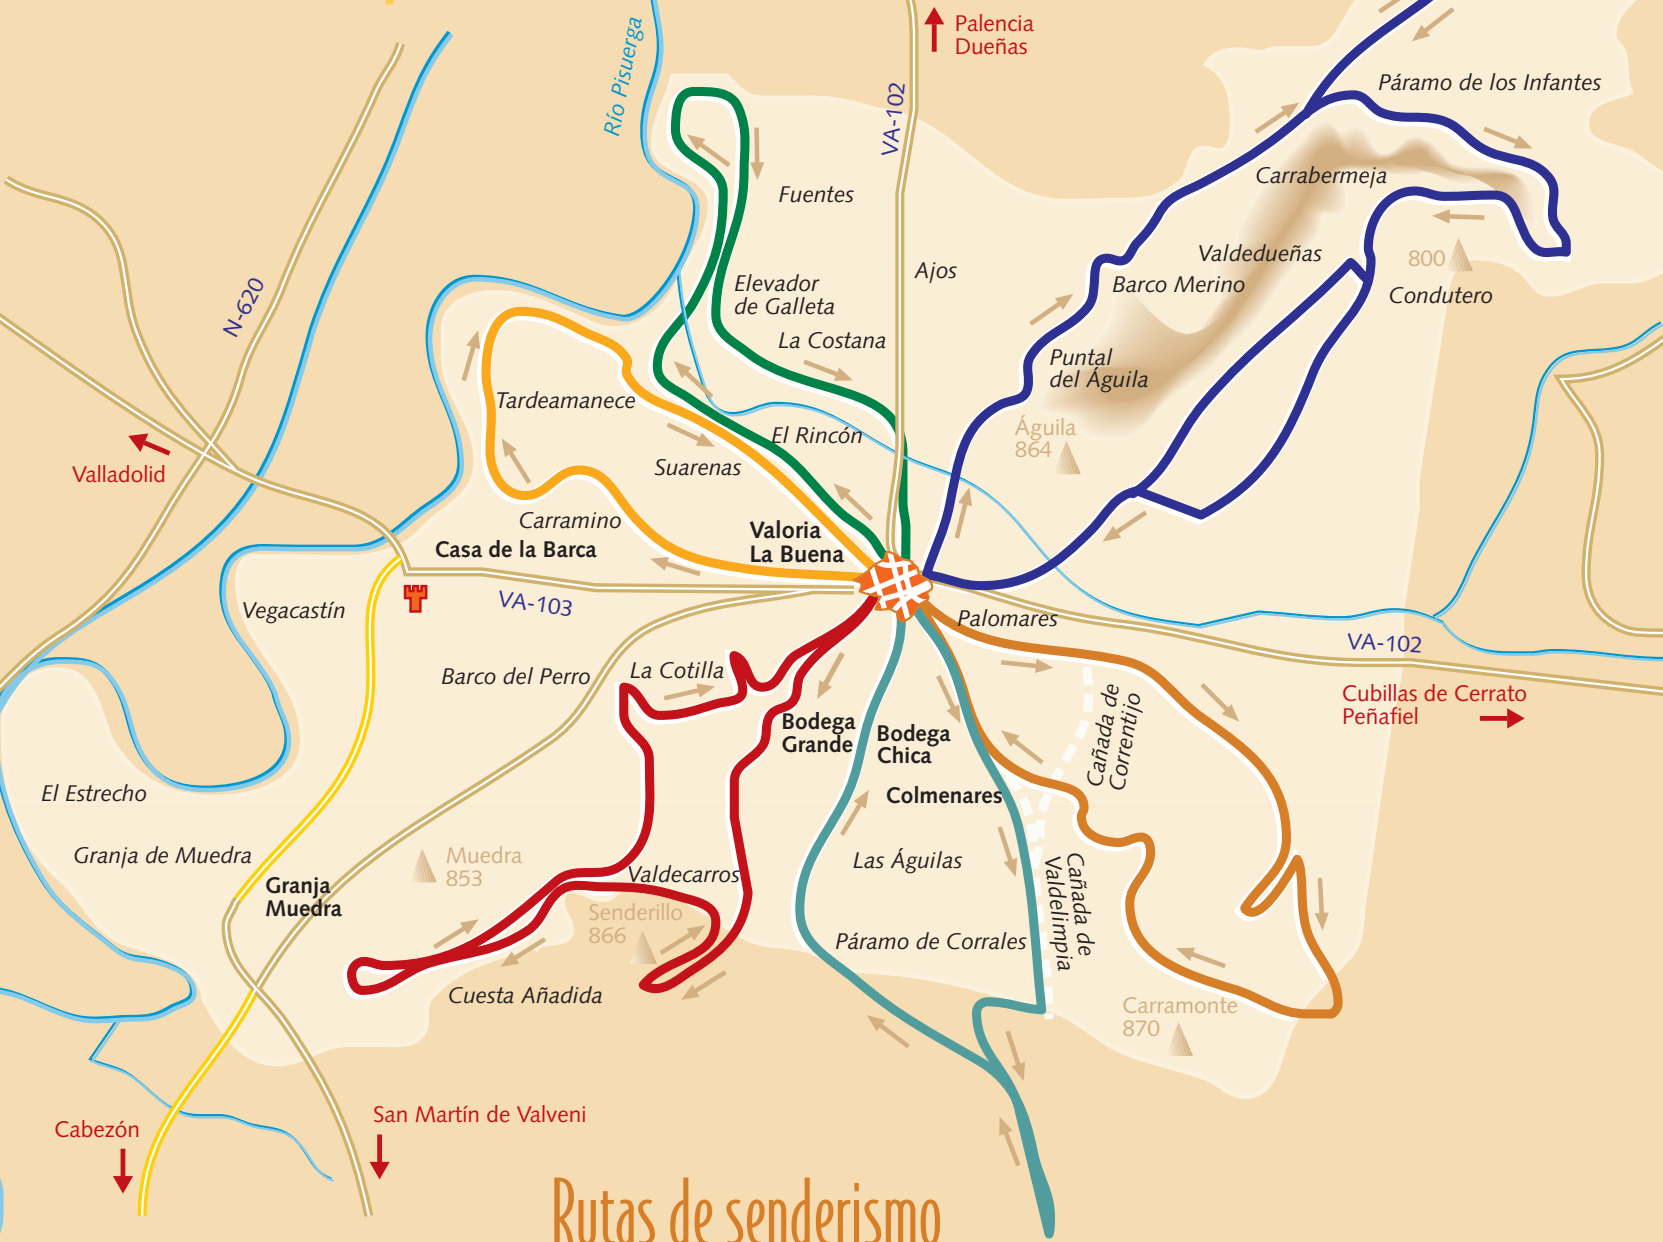 Palencia
Dueñas
Río Pisuerga
VA-102
Páramo de los Infantes
Carrabermeja
Fuentes
Valdedueñas
800
Ajos
Elevador
de Galleta
Barco Merino
Condutero
N-620
La Costana
Puntal
del Águila
Tardeamanece
Águila
864
El Rincón
Suarenas
Valladolid
Carramino
Valoria
La Buena
Casa de la Barca
VA-103
Vegacastín
Palomares
VA-102
Barco del Perro
La Cotilla
Cubillas de Cerrato
Peñafiel
Bodega
Grande
Bodega
Chica
Cañada de
Correntijo
Colmenares
El Estrecho
Granja de Muedra
Muedra
853
Las Águilas
Valdecarros
Granja
Muedra
Cañada de
Valdelimpia
Senderillo
866
Páramo de Corrales
Cuesta Añadida
Carramonte
870
San Martín de Valveni
Cabezón
Rutas de senderismo